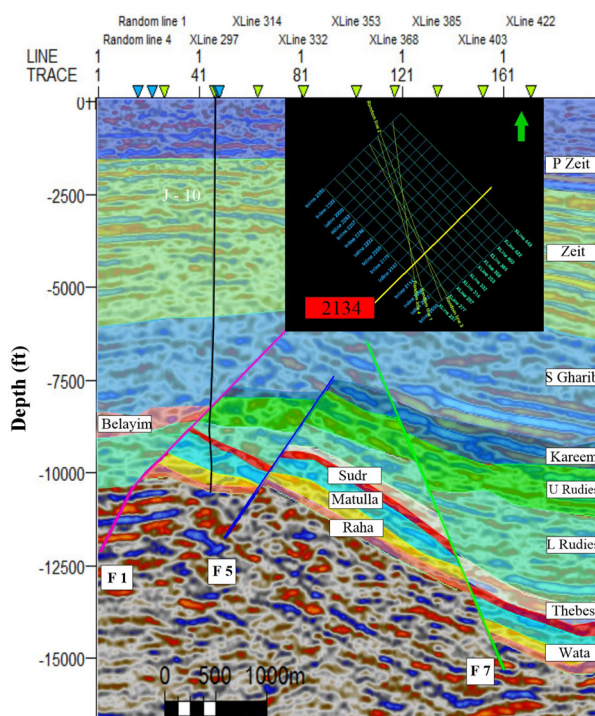 Random line 1 XLine 314 XLine 353 XLine 385 XLine 422
Random line 4 XLine 297 XLine 332 XLine 368 XLine 403
LINE 1 1 1 1 1
TRACE 1 41 81 121 161
-2500
-5000
-7500
-10000
-12500
-15000
Depth (ft)
J - 10
2134
P Zeit
Zeit
S Gharib
Kareem
U Rudies
L Rudies
Thebes
Wata
Belayim
Sudr
Matulla
Raha
F 1
F 5
F 7
0 500 1000m